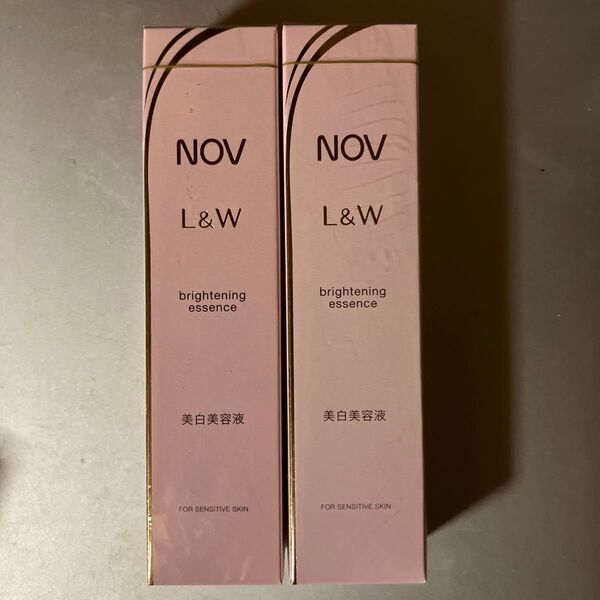 NOV
L&W
brightening
essence
美白美容液
FOR SENSITIVE SKIN
NOV
L&W
brightening
essence
美白美容液
FOR SENSITIVE SKIN